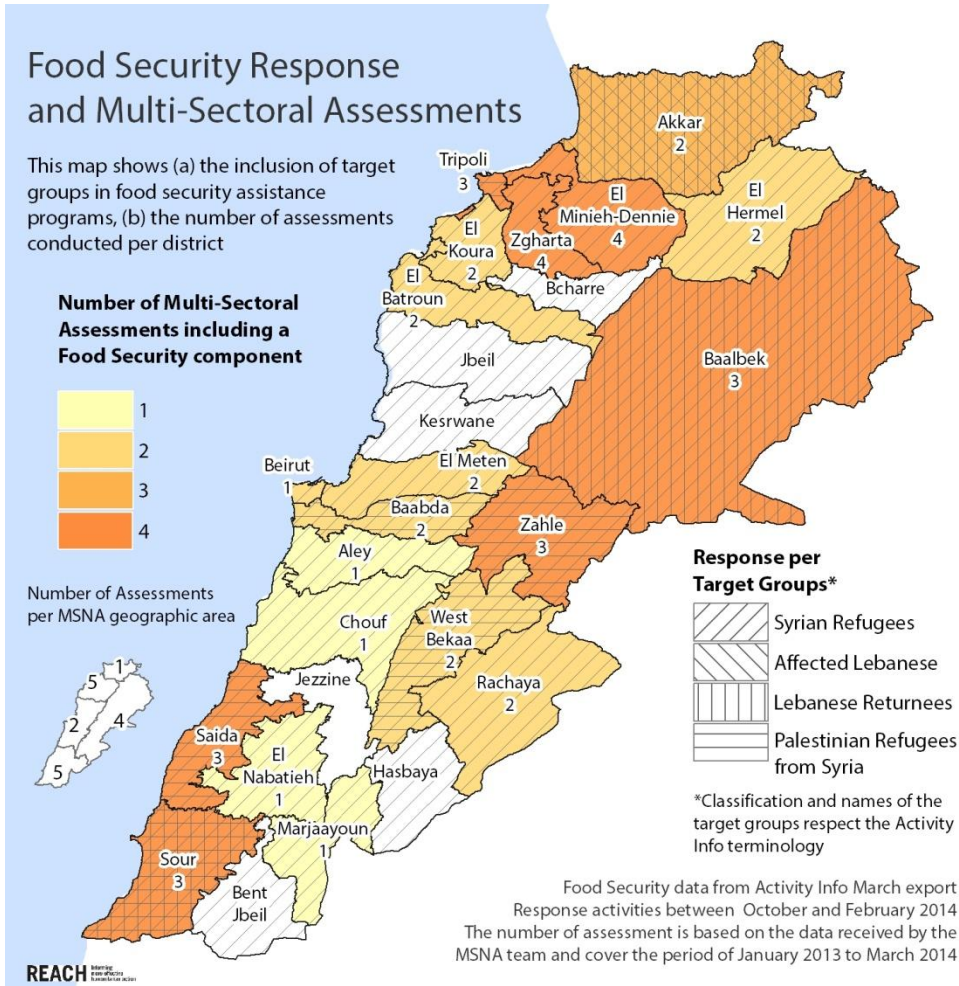 Food Security Response
and Multi-Sectoral Assessments
This map shows (a) the inclusion of target
groups in food security assistance
programs, (b) the number of assessments
conducted per district
Number of Multi-Sectoral
Assessments including a
Food Security component
1
2
3
4
Number of Assessments
per MSNA geographic area
1
5
4
2
5
Akkar
2
Tripoli
3
El
Hermel
2
El
Minieh-Dennie
4
Zgharta
4
El
Koura
2
Bcharre
El
Batroun
2
Jbeil
Baalbek
3
Kesrwane
Beirut
1
El Meten
2
Baabda
2
Zahle
3
Aley
1
Chouf
1
West
Bekaa
2
Rachaya
2
Jezzine
Saida
3
El
Nabatieh
1
Hasbaya
Marjaayoun
1
Sour
3
Bent
Jbeil
Response per
Target Groups*
Syrian Refugees
Affected Lebanese
Lebanese Returnees
Palestinian Refugees
from Syria
*Classification and names of the
target groups respect the Activity
Info terminology
Food Security data from Activity Info March export
Response activities between October and February 2014
The number of assessment is based on the data received by the
MSNA team and cover the period of January 2013 to March 2014
REACH
Informing
more effective
humanitarian action